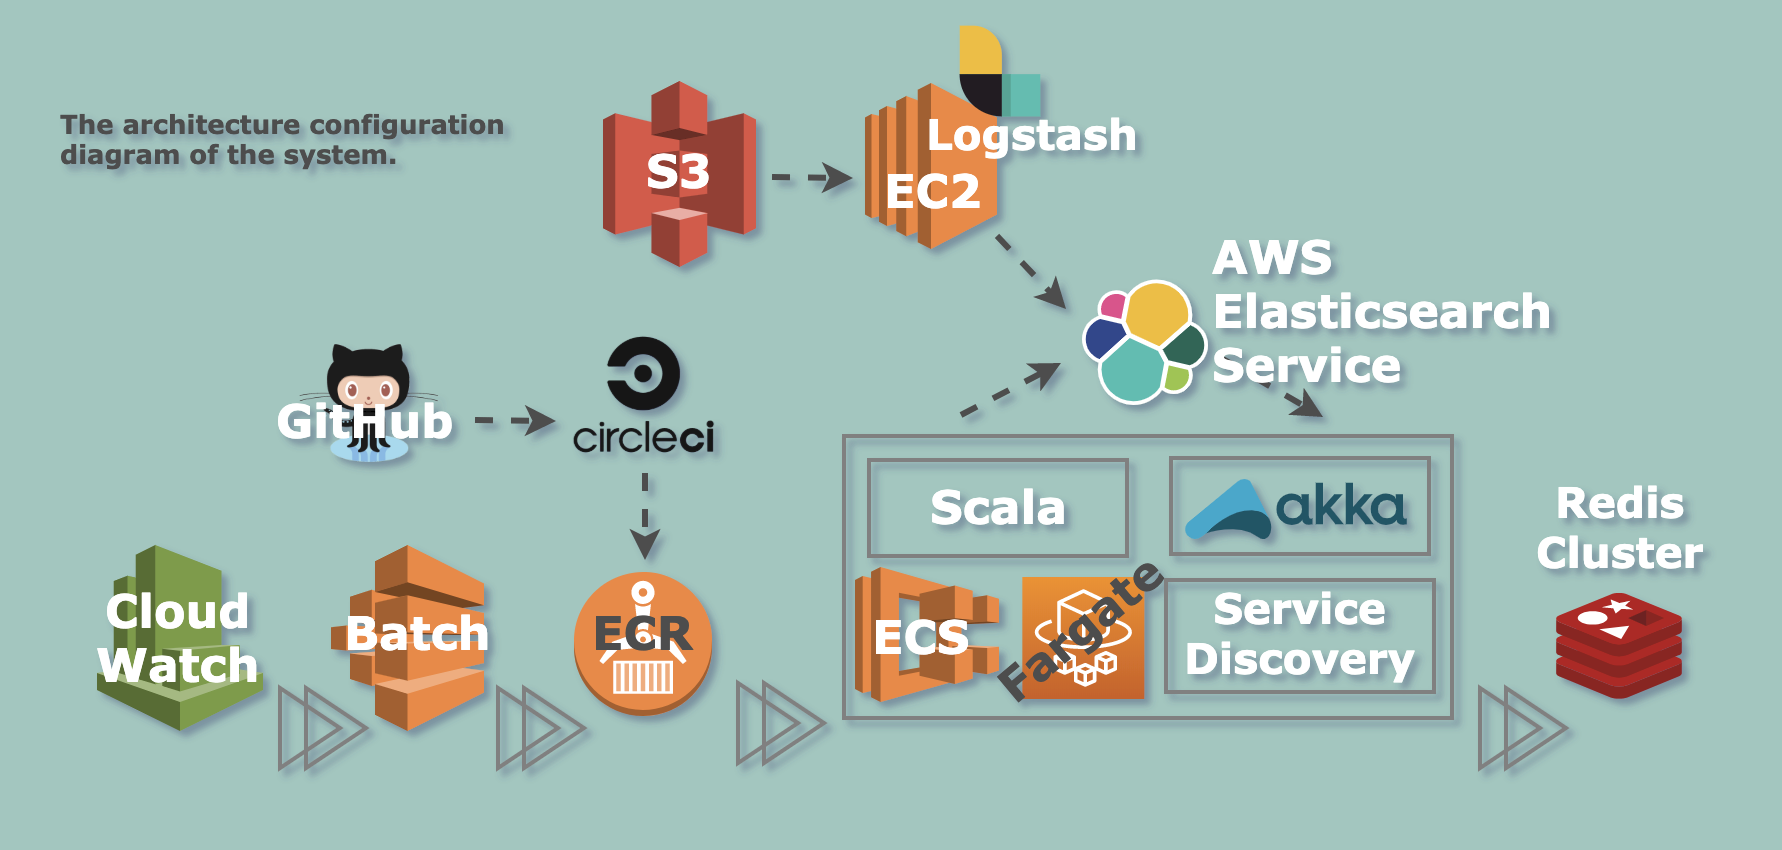 The architecture configuration
diagram of the system.
S3
Logstash
EC2
AWS
Elasticsearch
Service
GitHub
circleci
Scala
akka
Redis
Cluster
Cloud
Watch
Batch
ECR
ECS
Fargate
Service
Discovery